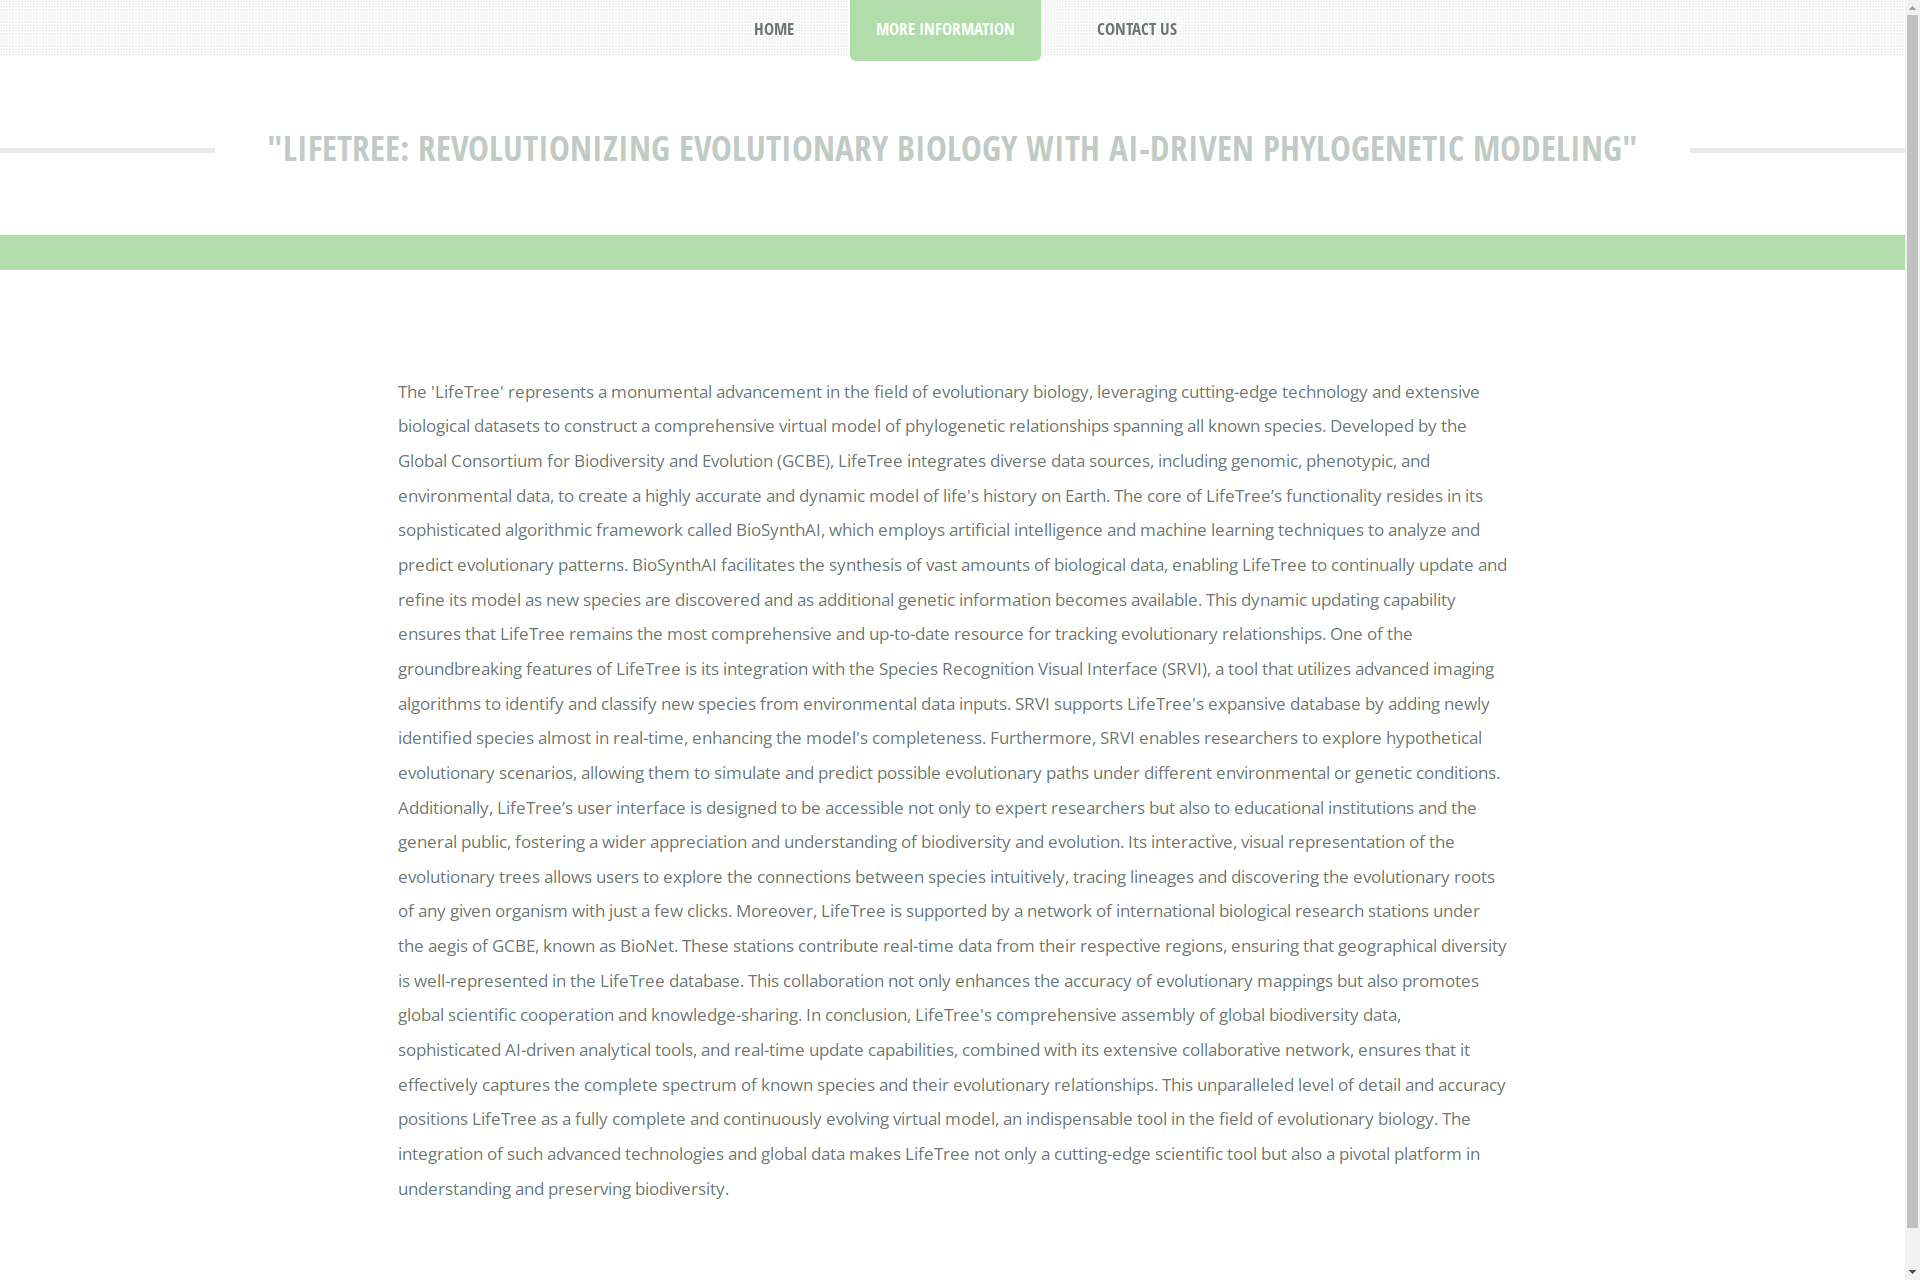 HOME MORE INFORMATION CONTACT US
"LIFETREE: REVOLUTIONIZING EVOLUTIONARY BIOLOGY WITH AI-DRIVEN PHYLOGENETIC MODELING"
The 'LifeTree' represents a monumental advancement in the field of evolutionary biology, leveraging cutting-edge technology and extensive
biological datasets to construct a comprehensive virtual model of phylogenetic relationships spanning all known species. Developed by the
Global Consortium for Biodiversity and Evolution (GCBE), LifeTree integrates diverse data sources, including genomic, phenotypic, and
environmental data, to create a highly accurate and dynamic model of life's history on Earth. The core of LifeTree’s functionality resides in its
sophisticated algorithmic framework called BioSynthAI, which employs artificial intelligence and machine learning techniques to analyze and
predict evolutionary patterns. BioSynthAI facilitates the synthesis of vast amounts of biological data, enabling LifeTree to continually update and
refine its model as new species are discovered and as additional genetic information becomes available. This dynamic updating capability
ensures that LifeTree remains the most comprehensive and up-to-date resource for tracking evolutionary relationships. One of the
groundbreaking features of LifeTree is its integration with the Species Recognition Visual Interface (SRVI), a tool that utilizes advanced imaging
algorithms to identify and classify new species from environmental data inputs. SRVI supports LifeTree's expansive database by adding newly
identified species almost in real-time, enhancing the model's completeness. Furthermore, SRVI enables researchers to explore hypothetical
evolutionary scenarios, allowing them to simulate and predict possible evolutionary paths under different environmental or genetic conditions.
Additionally, LifeTree’s user interface is designed to be accessible not only to expert researchers but also to educational institutions and the
general public, fostering a wider appreciation and understanding of biodiversity and evolution. Its interactive, visual representation of the
evolutionary trees allows users to explore the connections between species intuitively, tracing lineages and discovering the evolutionary roots
of any given organism with just a few clicks. Moreover, LifeTree is supported by a network of international biological research stations under
the aegis of GCBE, known as BioNet. These stations contribute real-time data from their respective regions, ensuring that geographical diversity
is well-represented in the LifeTree database. This collaboration not only enhances the accuracy of evolutionary mappings but also promotes
global scientific cooperation and knowledge-sharing. In conclusion, LifeTree's comprehensive assembly of global biodiversity data,
sophisticated AI-driven analytical tools, and real-time update capabilities, combined with its extensive collaborative network, ensures that it
effectively captures the complete spectrum of known species and their evolutionary relationships. This unparalleled level of detail and accuracy
positions LifeTree as a fully complete and continuously evolving virtual model, an indispensable tool in the field of evolutionary biology. The
integration of such advanced technologies and global data makes LifeTree not only a cutting-edge scientific tool but also a pivotal platform in
understanding and preserving biodiversity.